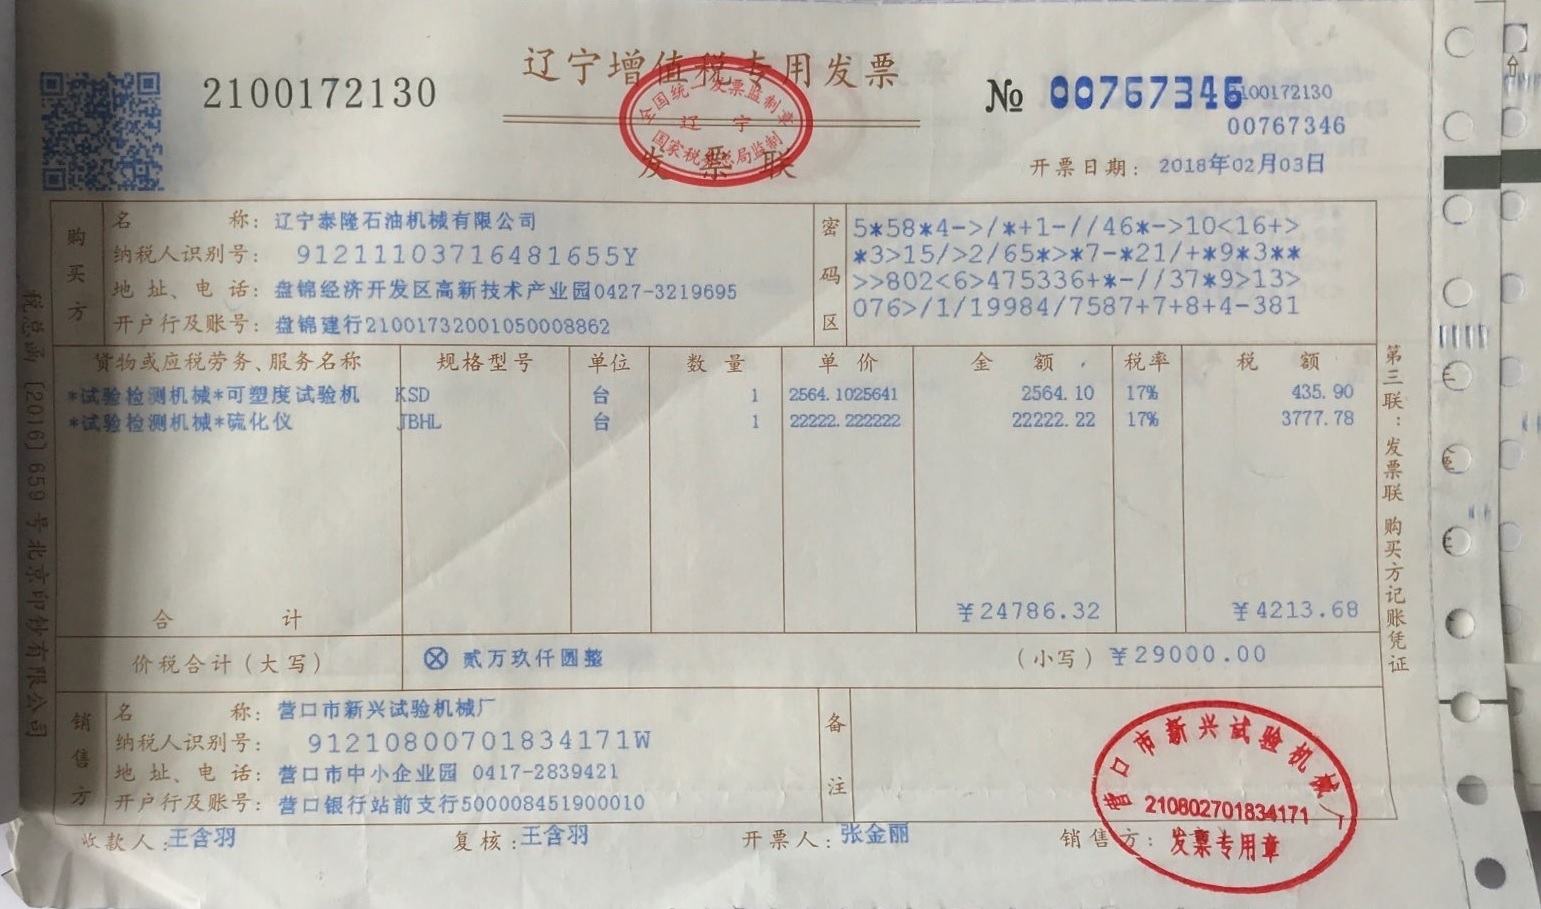 辽宁增值税专用发票
2100172130
№ 00767346
2100172130
00767346
全国统一发票监制章
辽宁
国家税务总局监制
发票联
开票日期: 2018年02月03日
购买方
名 称: 辽宁泰隆石油机械有限公司
纳税人识别号: 91211103716481655Y
地 址、电 话: 盘锦经济开发区高新技术产业园0427-3219695
开户行及账号: 盘锦建行21001732001050008862
密码区
5*58*4->/*+1-//46*->10<16+>
*3>15/>2/65*>*7-*21/+*9*3**
>>802<6>475336+*-//37*9>13>
076>/1/19984/7587+7+8+4-381
货物或应税劳务、服务名称 规格型号 单位 数量 单价 金额 税率 税额
*试验检测机械*可塑度试验机 KSD 台 1 2564.1025641 2564.10 17% 435.90
*试验检测机械*硫化仪 JBHL 台 1 22222.222222 22222.22 17% 3777.78
合 计 ￥24786.32 ￥4213.68
价税合计(大写) ⊗ 贰万玖仟圆整 (小写) ￥29000.00
销售方
名 称: 营口市新兴试验机械厂
纳税人识别号: 91210800701834171W
地 址、电 话: 营口市中小企业园 0417-2839421
开户行及账号: 营口银行站前支行500008451900010
备注
收款人: 王含羽 复核: 王含羽 开票人: 张金丽 销售方:
营口市新兴试验机械厂
210802701834171
发票专用章
第三联:发票联 购买方记账凭证
税总函〔2016〕659号北京印钞有限公司